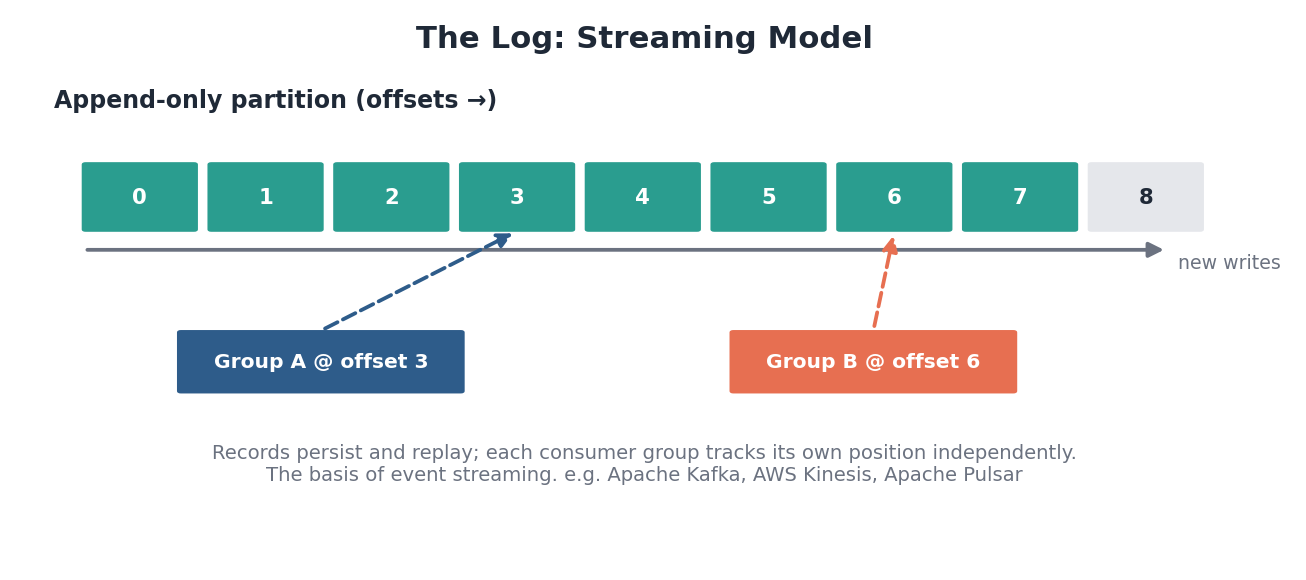 The Log: Streaming Model
Append-only partition (offsets →)
0 1 2 3 4 5 6 7 8
new writes
Group A @ offset 3
Group B @ offset 6
Records persist and replay; each consumer group tracks its own position independently.
The basis of event streaming. e.g. Apache Kafka, AWS Kinesis, Apache Pulsar